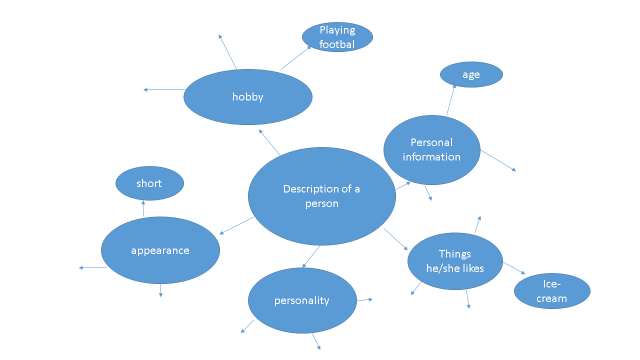 Playing
footbal
age
hobby
Personal
information
short
Description of a
person
appearance
Things
he/she likes
Ice-
cream
personality